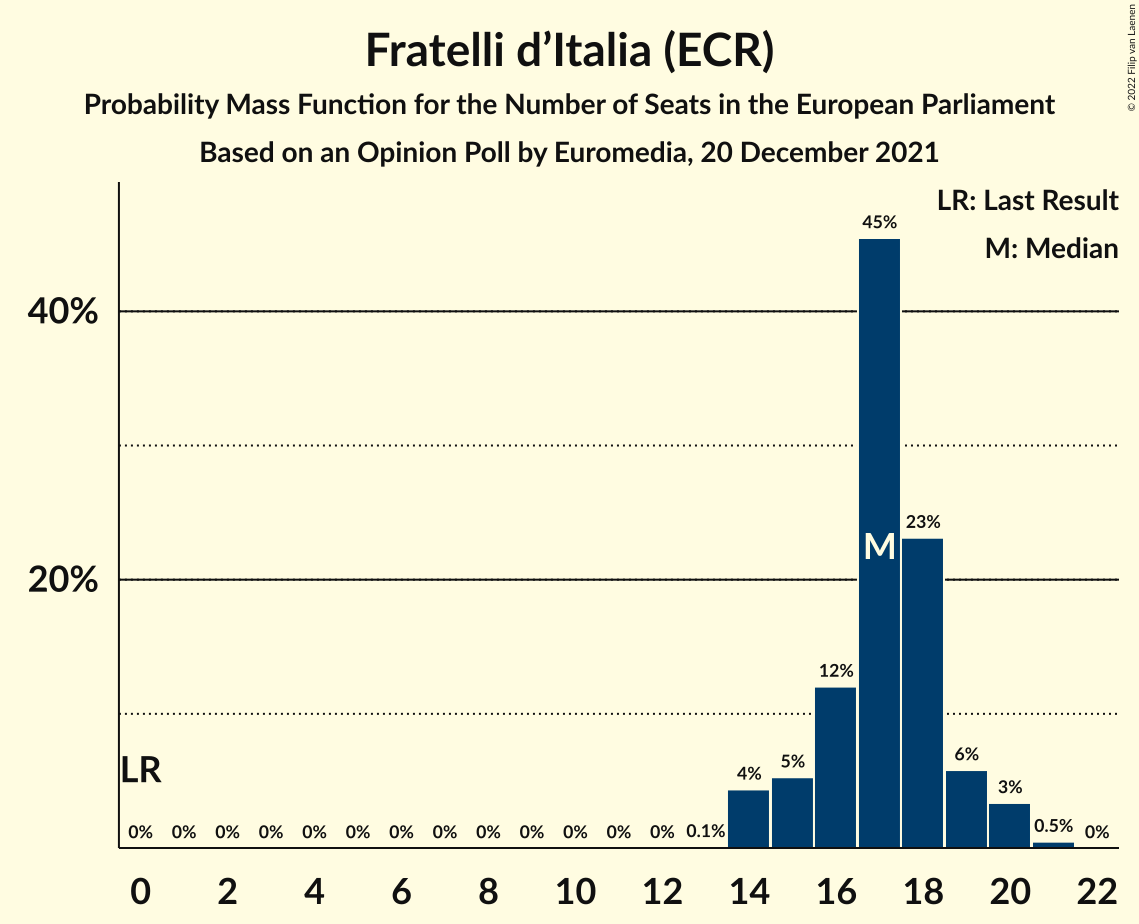 Fratelli d’Italia (ECR)
Probability Mass Function for the Number of Seats in the European Parliament
Based on an Opinion Poll by Euromedia, 20 December 2021
© 2022 Filip van Laenen
LR: Last Result
M: Median
45%
40%
23%
M
20%
12%
LR
6%
5%
4%
3%
0% 0% 0% 0% 0% 0% 0% 0% 0% 0% 0% 0% 0% 0.1% 0.5% 0%
0 2 4 6 8 10 12 14 16 18 20 22